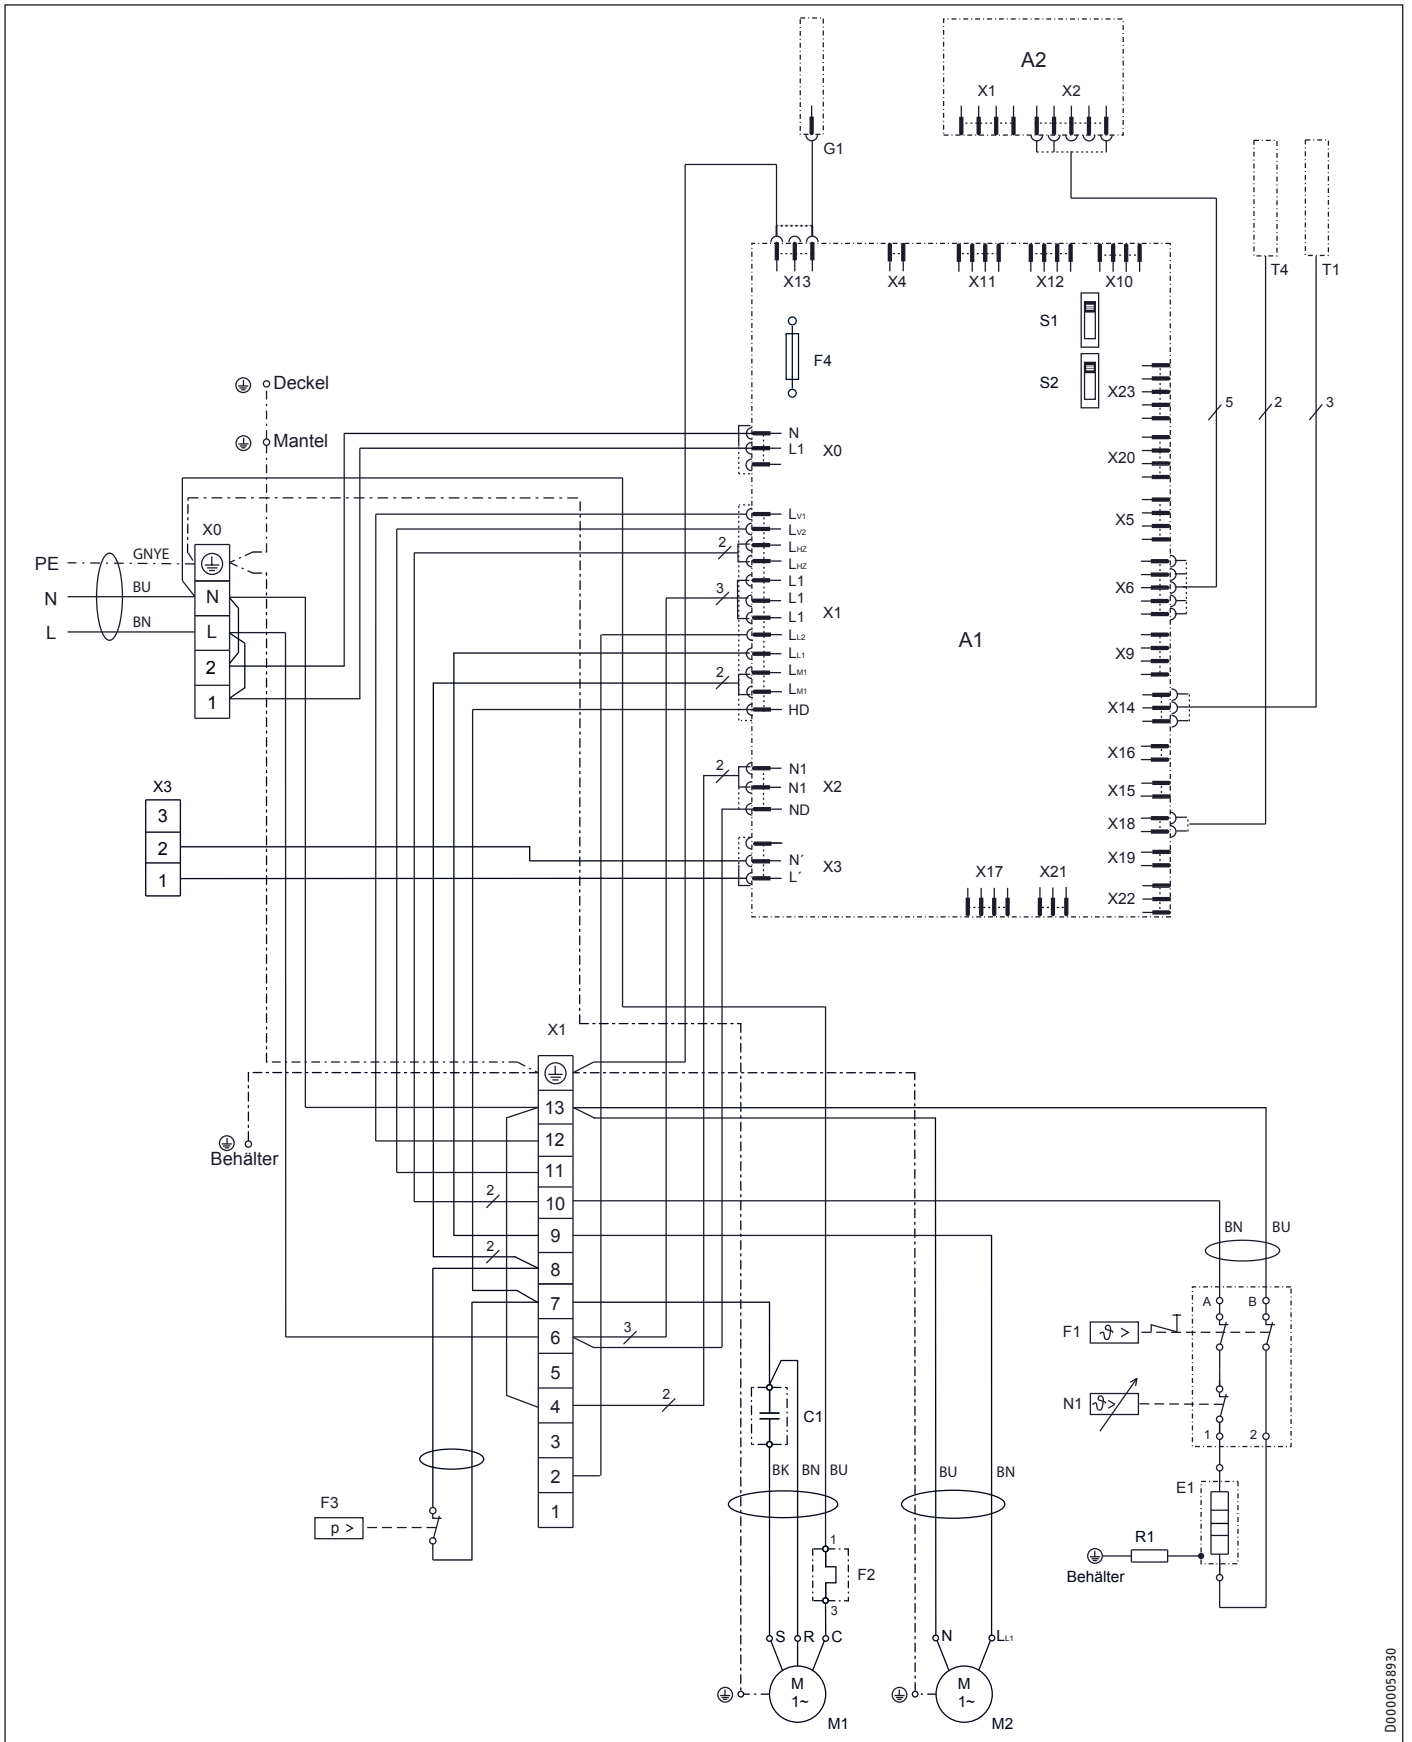 A2
X1 X2
G1
T4 T1
X13 X4 X11 X12 X10
S1
F4
S2
X23
5 2 3
Deckel
Mantel
N
L1 X0
X20
X0
LV1
LV2
2 LHZ
LHZ
X5
PE GNYE
N BU N
L BN L
2
1
3 L1
L1 X1
L1
LL2
LL1
2 LM1
LM1
HD
X6
A1
X9
X14
X16
X3
3
2
1
2 N1
N1 X2
ND
X15
X18
N´ X3
L´
X19
X17 X21
X22
X1
13
12
11
2 10
9
2 8
7
6 3
5
4 2
3
2
1
Behälter
BN BU
A B
F1 ϑ >
N1 ϑ>
1 2
C1
BK BN BU
BU BN
F3
p >
E1
R1
Behälter
1
F2
3
S R C
N LL1
M
1~
M1
M
1~
M2
D0000058930